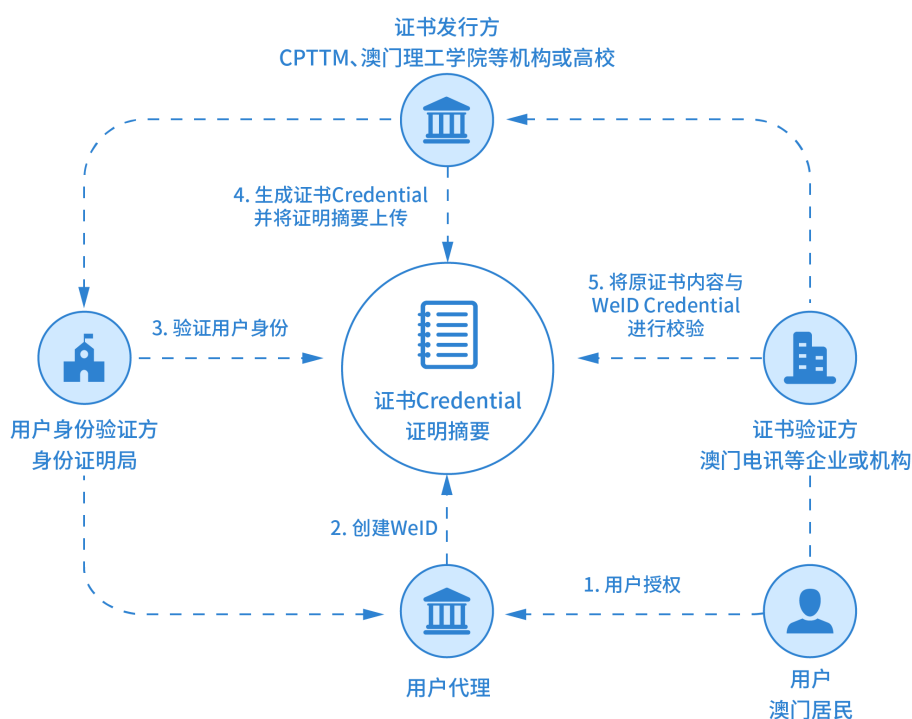 证书发行方
CPTTM、澳门理工学院等机构或高校
4. 生成证书Credential
并将证明摘要上传
5. 将原证书内容与
WeID Credential
进行校验
3. 验证用户身份
证书Credential
证明摘要
用户身份验证方
身份证明局
证书验证方
澳门电讯等企业或机构
2. 创建WeID
1. 用户授权
用户代理
用户
澳门居民